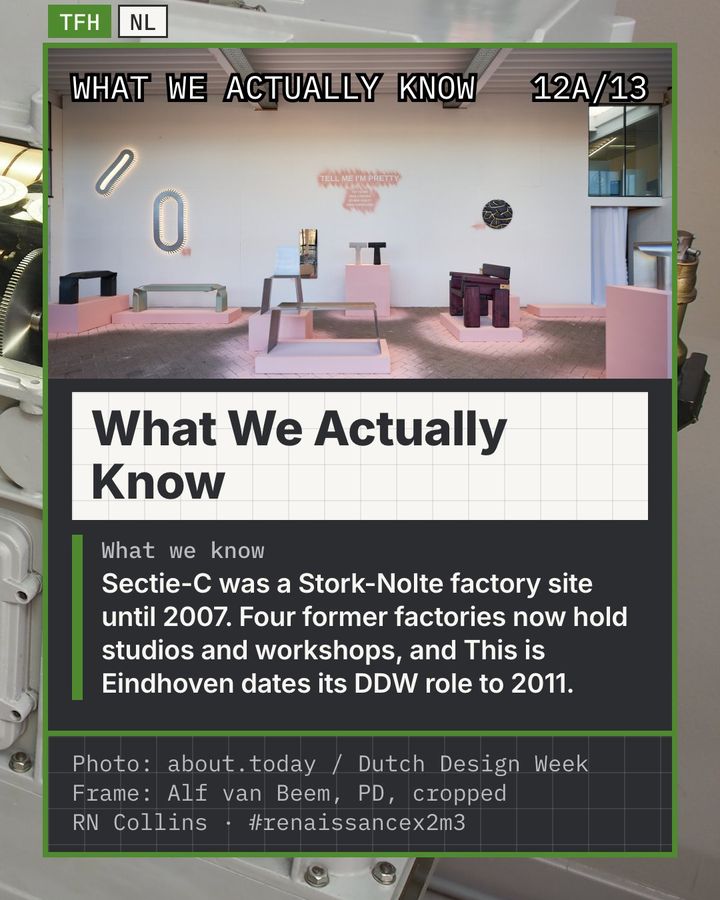 TFH NL
WHAT WE ACTUALLY KNOW 12A/13
TELL ME I'M PRETTY
What We Actually
Know
What we know
Sectie-C was a Stork-Nolte factory site
until 2007. Four former factories now hold
studios and workshops, and This is
Eindhoven dates its DDW role to 2011.
Photo: about.today / Dutch Design Week
Frame: Alf van Beem, PD, cropped
RN Collins · #renaissancex2m3